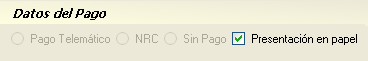 Datos del Pago
Pago Telemático NRC Sin Pago Presentación en papel